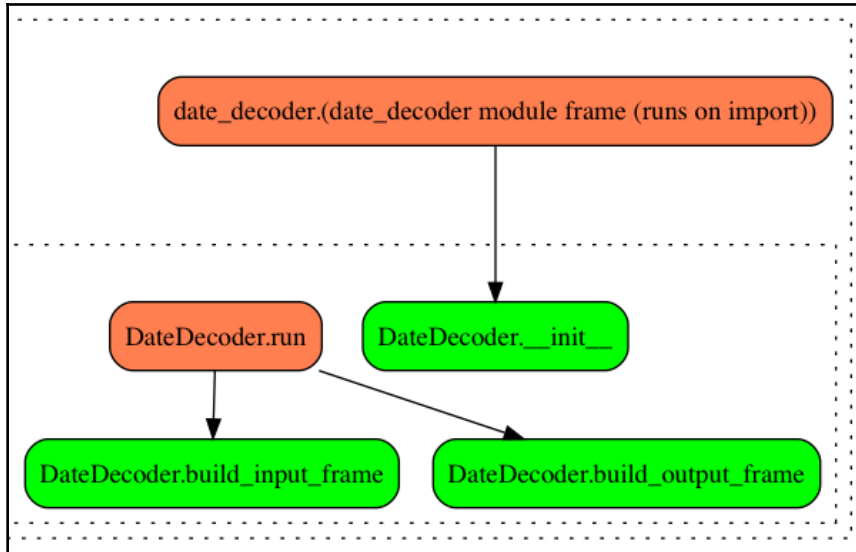 date_decoder.(date_decoder module frame (runs on import))
DateDecoder.run
DateDecoder.__init__
DateDecoder.build_input_frame
DateDecoder.build_output_frame